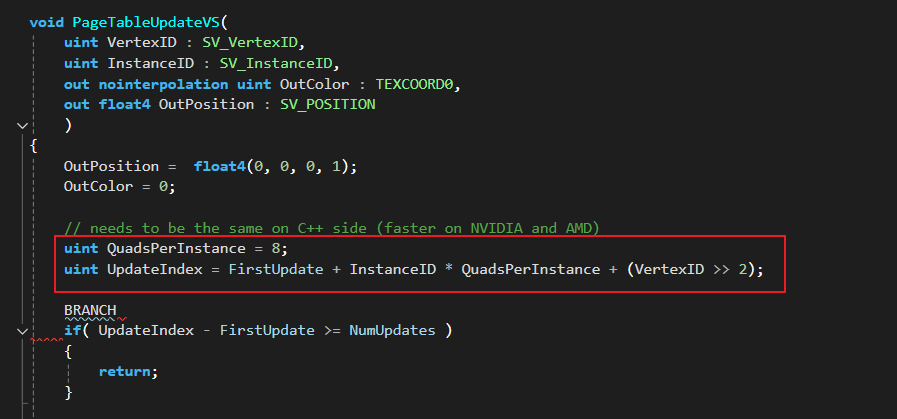 void PageTableUpdateVS(
uint VertexID : SV_VertexID,
uint InstanceID : SV_InstanceID,
out nointerpolation uint OutColor : TEXCOORD0,
out float4 OutPosition : SV_POSITION
)
{
OutPosition =  float4(0, 0, 0, 1);
OutColor = 0;
// needs to be the same on C++ side (faster on NVIDIA and AMD)
uint QuadsPerInstance = 8;
uint UpdateIndex = FirstUpdate + InstanceID * QuadsPerInstance + (VertexID >> 2);
BRANCH
if( UpdateIndex - FirstUpdate >= NumUpdates )
{
return;
}